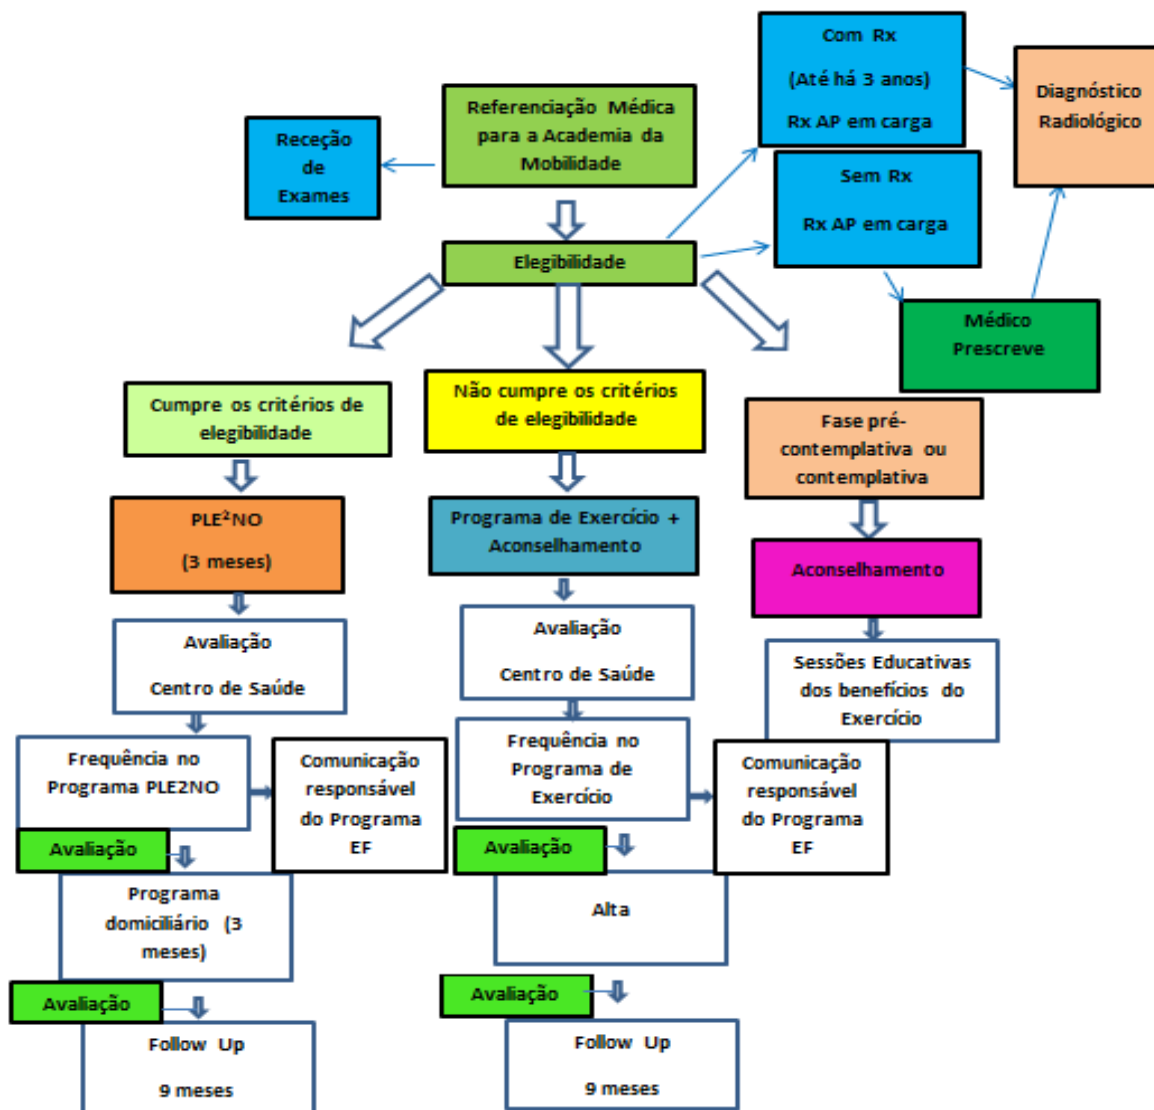 Com Rx
(Até há 3 anos)
Rx AP em carga
Diagnóstico
Radiológico
Referenciação Médica
para a Academia da
Mobilidade
Receção
de
Exames
Sem Rx
Rx AP em carga
Elegibilidade
Médico
Prescreve
Cumpre os critérios de
elegibilidade
Não cumpre os critérios
de elegibilidade
Fase pré-
contemplativa ou
contemplativa
PLE²NO
(3 meses)
Programa de Exercício +
Aconselhamento
Aconselhamento
Avaliação
Centro de Saúde
Avaliação
Centro de Saúde
Sessões Educativas
dos benefícios do
Exercício
Frequência no
Programa PLE2NO
Comunicação
responsável
do Programa
EF
Frequência no
Programa de
Exercício
Comunicação
responsável
do Programa
EF
Avaliação
Avaliação
Programa
domiciliário (3
meses)
Alta
Avaliação
Avaliação
Follow Up
9 meses
Follow Up
9 meses